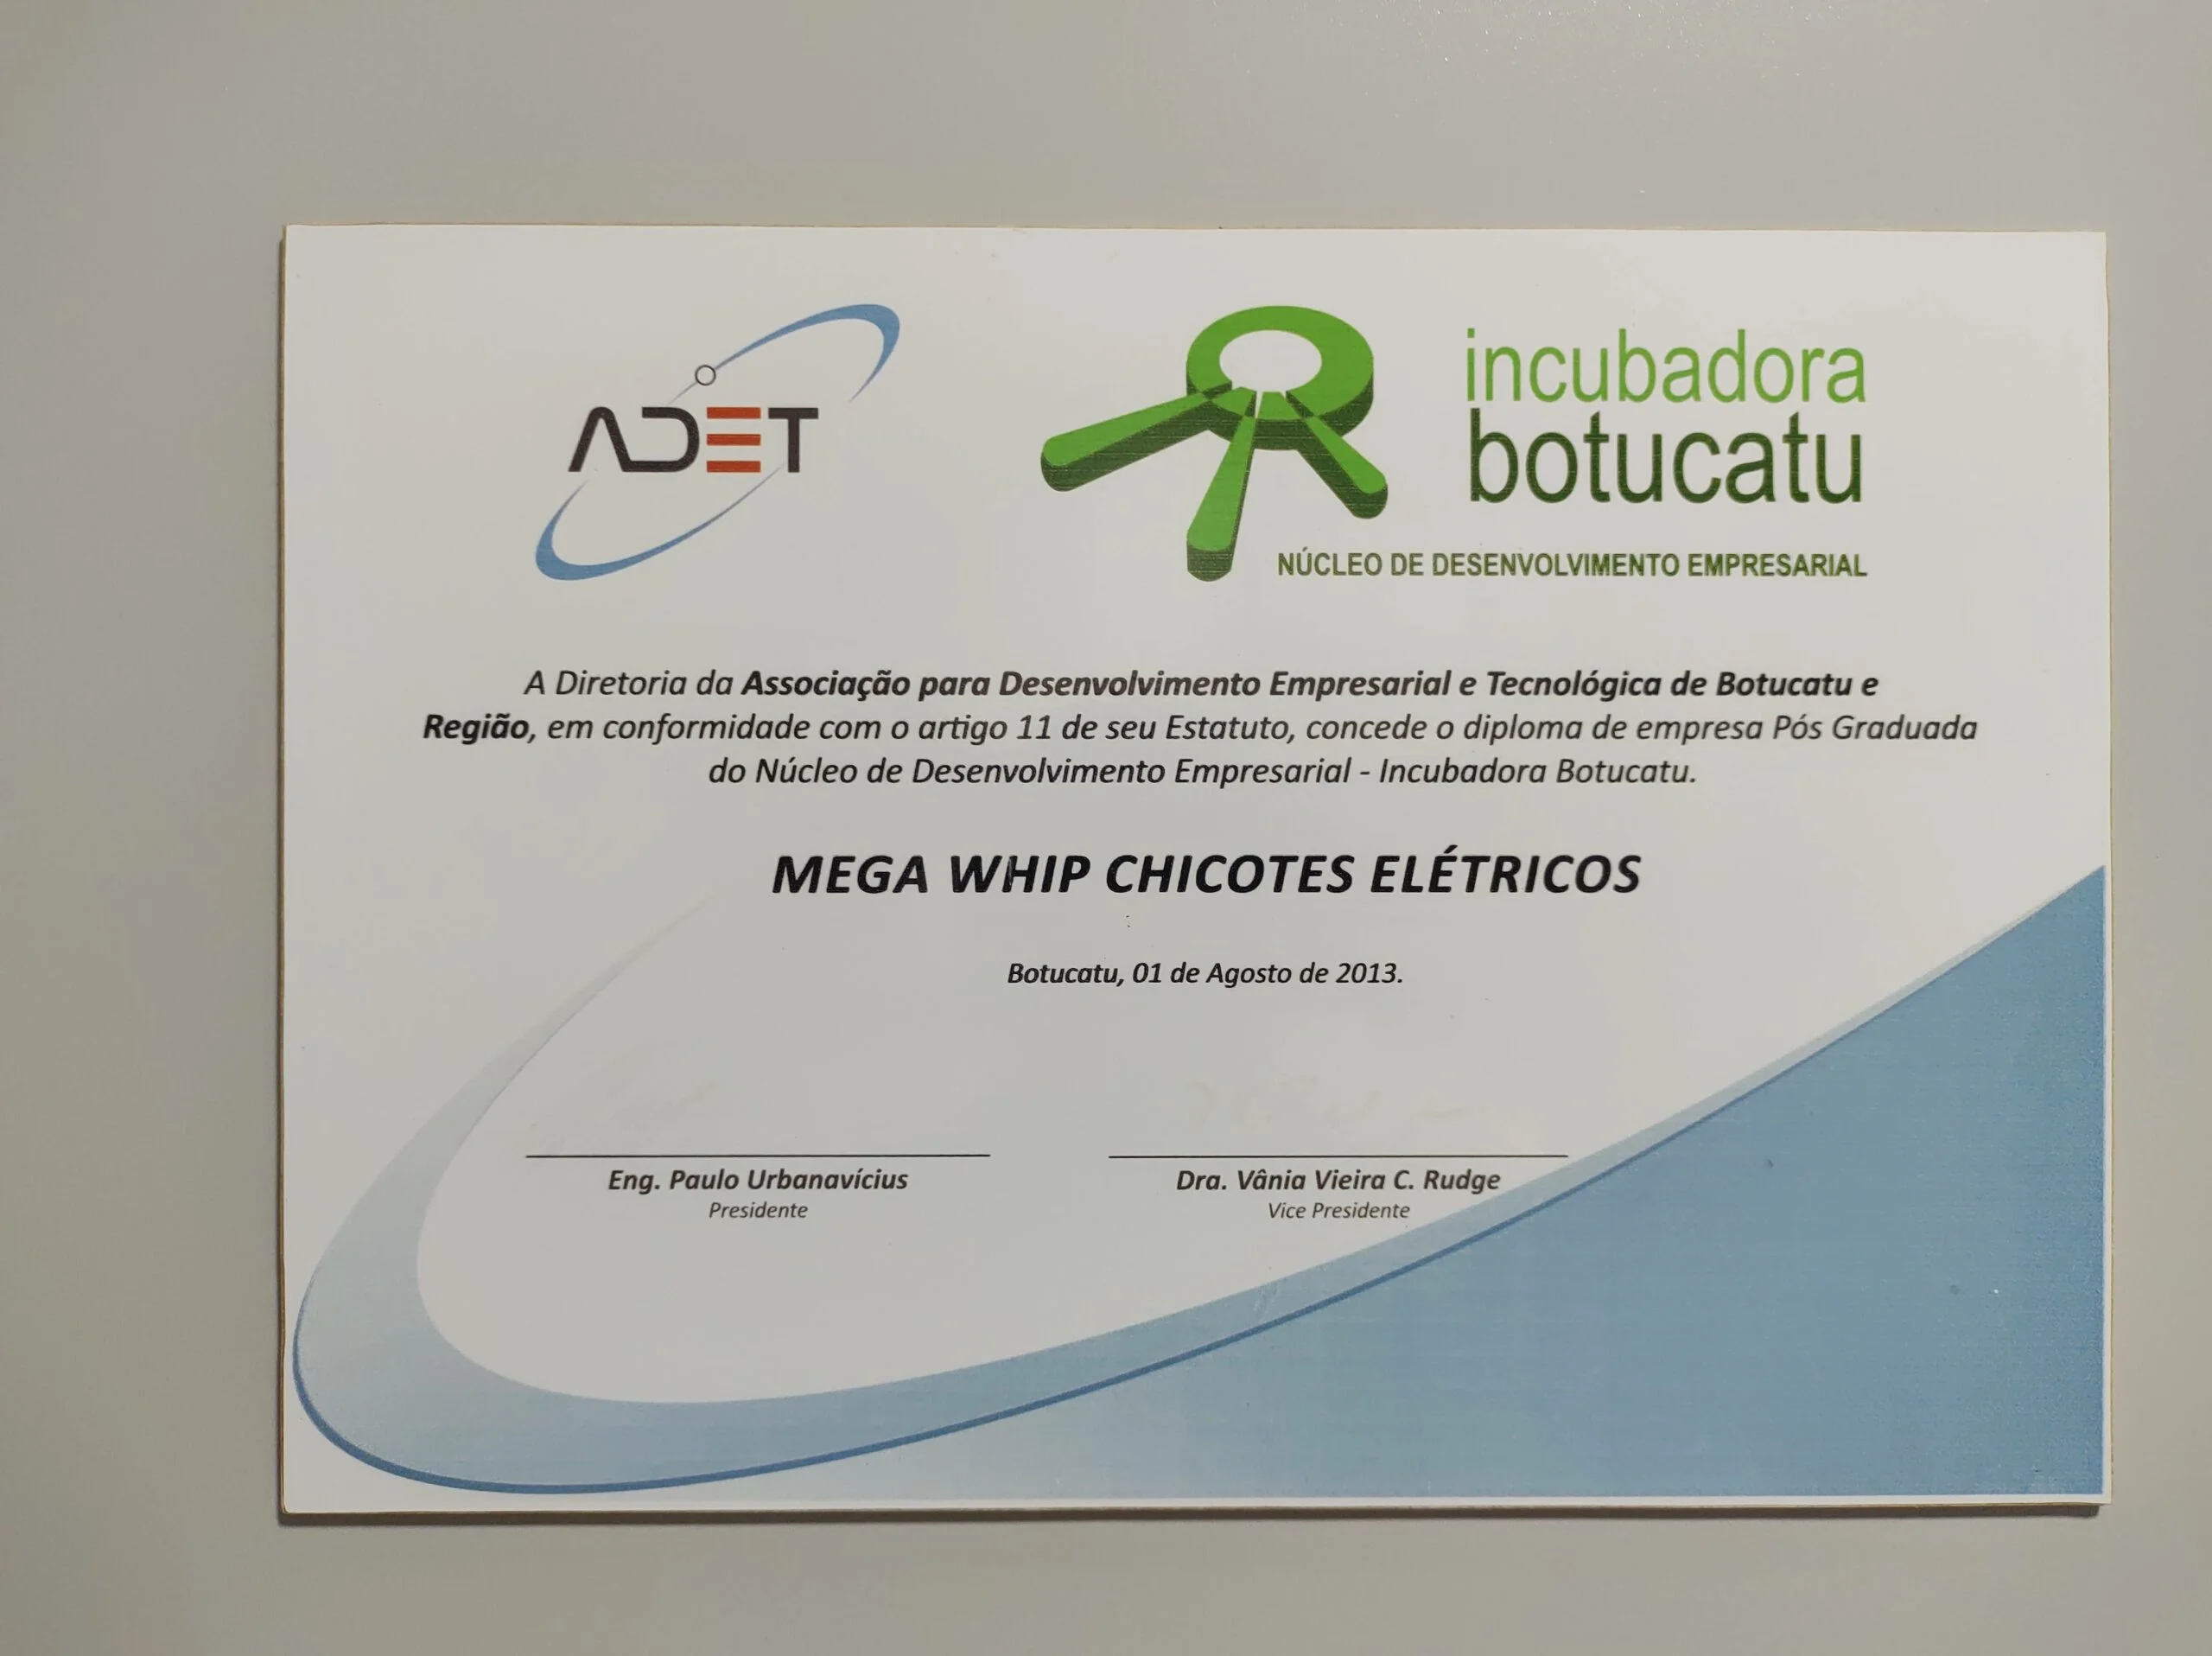 ADET
incubadora
botucatu
NÚCLEO DE DESENVOLVIMENTO EMPRESARIAL
A Diretoria da Associação para Desenvolvimento Empresarial e Tecnológica de Botucatu e
Região, em conformidade com o artigo 11 de seu Estatuto, concede o diploma de empresa Pós Graduada
do Núcleo de Desenvolvimento Empresarial - Incubadora Botucatu.
MEGA WHIP CHICOTES ELÉTRICOS
Botucatu, 01 de Agosto de 2013.
Eng. Paulo Urbanavícius
Presidente
Dra. Vânia Vieira C. Rudge
Vice Presidente